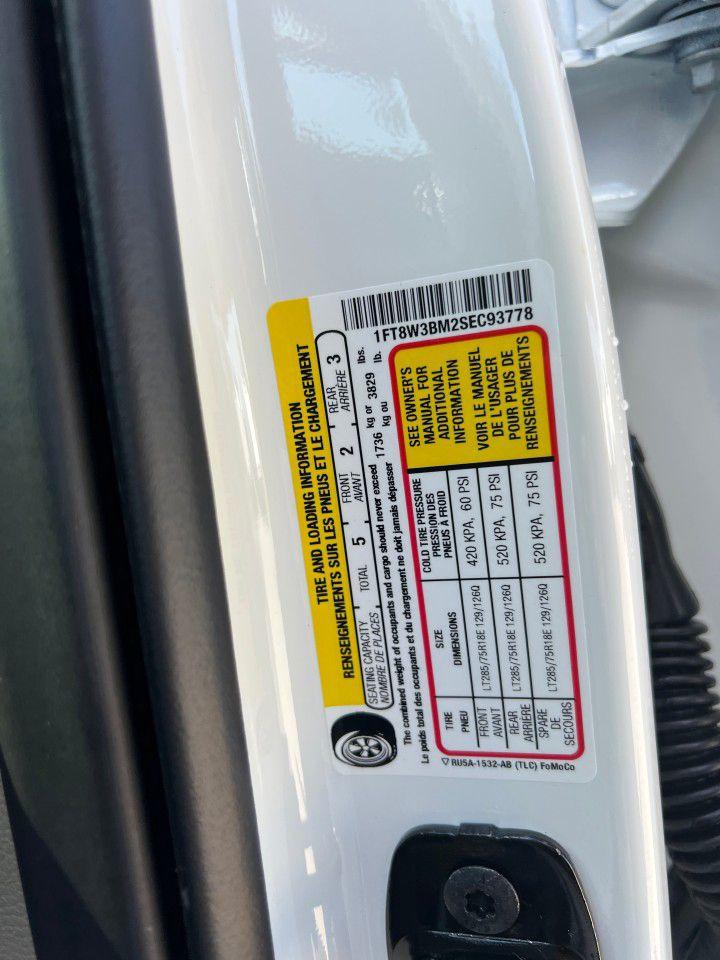 1FT8W3BM2SEC93778
TIRE AND LOADING INFORMATION
RENSEIGNEMENTS SUR LES PNEUS ET LE CHARGEMENT
SEATING CAPACITY TOTAL 5 FRONT 2 REAR 3
NOMBRE DE PLACES AVANT ARRIÈRE
The combined weight of occupants and cargo should never exceed 1736 kg or 3829 lbs.
Le poids total des occupants et du chargement ne doit jamais dépasser kg ou lb.
TIRE PNEU
SIZE DIMENSIONS
COLD TIRE PRESSURE
PRESSION DES
PNEUS À FROID
FRONT AVANT LT285/75R18E 129/126Q 420 KPA, 60 PSI
REAR ARRIÈRE LT285/75R18E 129/126Q 520 KPA, 75 PSI
SPARE DE SECOURS LT285/75R18E 129/126Q 520 KPA, 75 PSI
SEE OWNER'S
MANUAL FOR
ADDITIONAL
INFORMATION
VOIR LE MANUEL
DE L'USAGER
POUR PLUS DE
RENSEIGNEMENTS
RU5A-1532-AB (TLC) FoMoCo